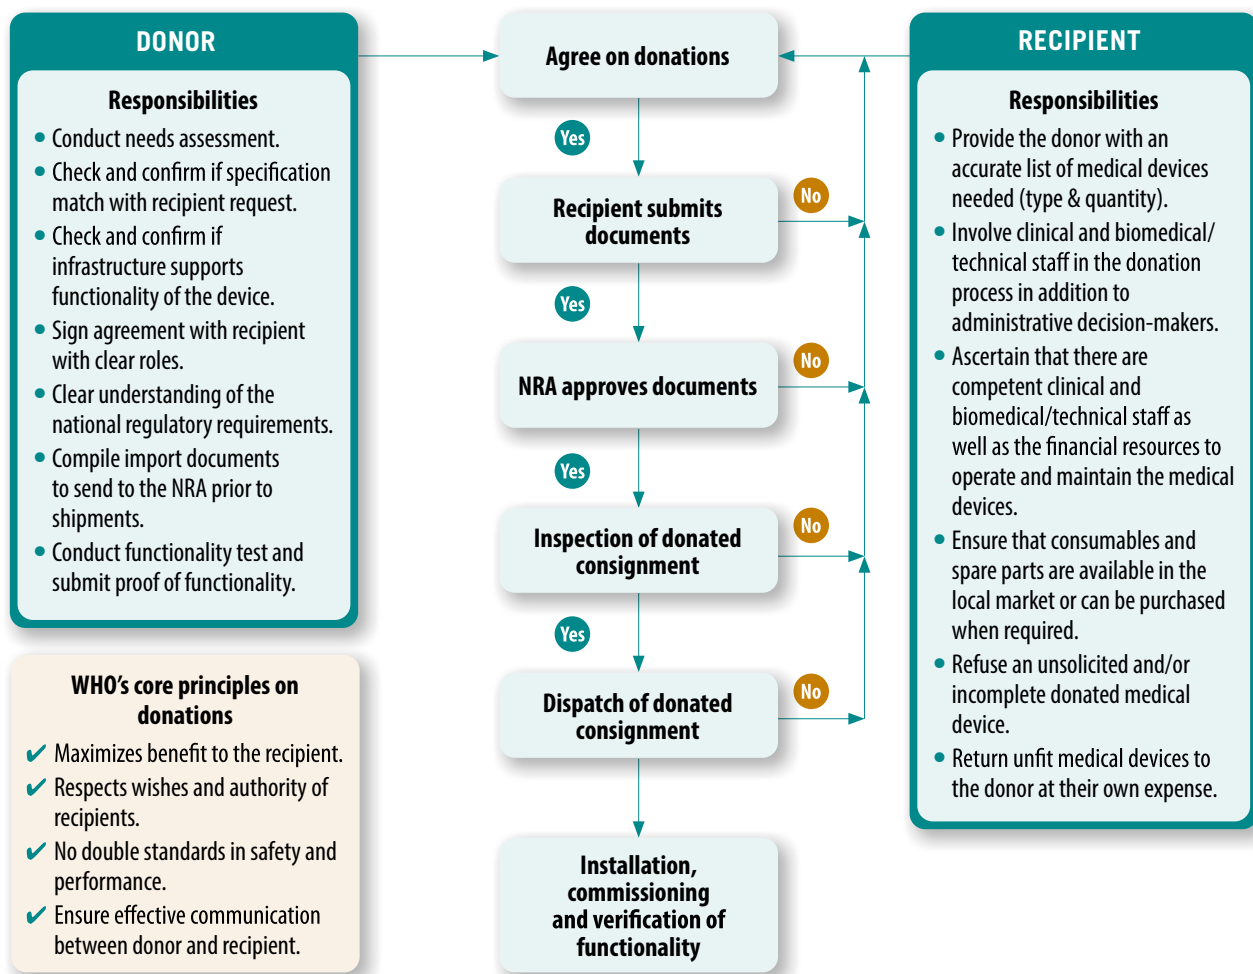 DONOR
Responsibilities
• Conduct needs assessment.
• Check and confirm if specification
match with recipient request.
• Check and confirm if
infrastructure supports
functionality of the device.
• Sign agreement with recipient
with clear roles.
• Clear understanding of the
national regulatory requirements.
• Compile import documents
to send to the NRA prior to
shipments.
• Conduct functionality test and
submit proof of functionality.
WHO's core principles on
donations
✔ Maximizes benefit to the recipient.
✔ Respects wishes and authority of
recipients.
✔ No double standards in safety and
performance.
✔ Ensure effective communication
between donor and recipient.
Agree on donations
Yes
Recipient submits
documents
No
Yes
NRA approves documents
No
Yes
Inspection of donated
consignment
No
Yes
Dispatch of donated
consignment
No
Installation,
commissioning
and verification of
functionality
RECIPIENT
Responsibilities
• Provide the donor with an
accurate list of medical devices
needed (type & quantity).
• Involve clinical and biomedical/
technical staff in the donation
process in addition to
administrative decision-makers.
• Ascertain that there are
competent clinical and
biomedical/technical staff as
well as the financial resources to
operate and maintain the medical
devices.
• Ensure that consumables and
spare parts are available in the
local market or can be purchased
when required.
• Refuse an unsolicited and/or
incomplete donated medical
device.
• Return unfit medical devices to
the donor at their own expense.